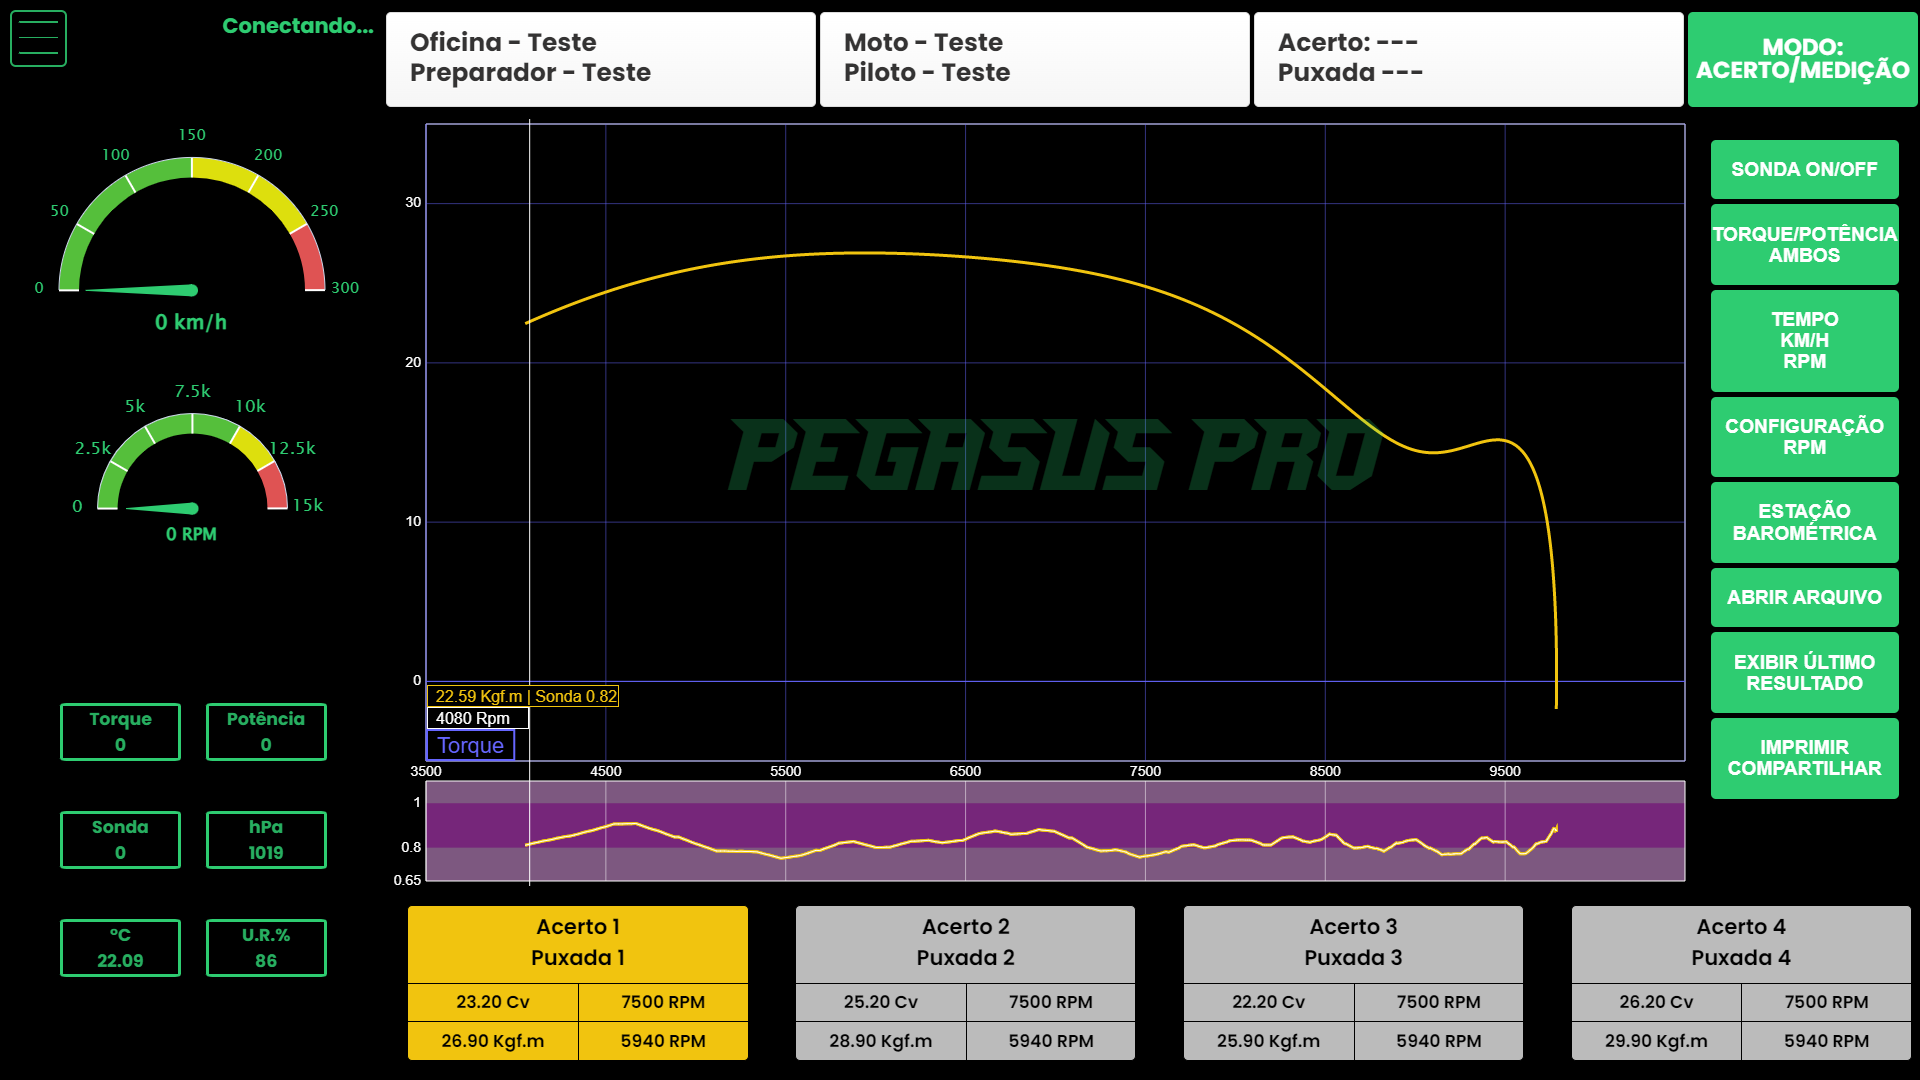 Conectando...
Oficina - Teste
Preparador - Teste
Moto - Teste
Piloto - Teste
Acerto: ---
Puxada ---
MODO:
ACERTO/MEDIÇÃO
0
50
100
150
200
250
300
0 km/h
0
2.5k
5k
7.5k
10k
12.5k
15k
0 RPM
Torque
0
Potência
0
Sonda
0
hPa
1019
ºC
22.09
U.R.%
86
30
20
10
0
PEGASUS PRO
22.59 Kgf.m | Sonda 0.82
4080 Rpm
Torque
3500
4500
5500
6500
7500
8500
9500
1
0.8
0.65
SONDA ON/OFF
TORQUE/POTÊNCIA
AMBOS
TEMPO
KM/H
RPM
CONFIGURAÇÃO
RPM
ESTAÇÃO
BAROMÉTRICA
ABRIR ARQUIVO
EXIBIR ÚLTIMO
RESULTADO
IMPRIMIR
COMPARTILHAR
Acerto 1
Puxada 1
23.20 Cv
7500 RPM
26.90 Kgf.m
5940 RPM
Acerto 2
Puxada 2
25.20 Cv
7500 RPM
28.90 Kgf.m
5940 RPM
Acerto 3
Puxada 3
22.20 Cv
7500 RPM
25.90 Kgf.m
5940 RPM
Acerto 4
Puxada 4
26.20 Cv
7500 RPM
29.90 Kgf.m
5940 RPM